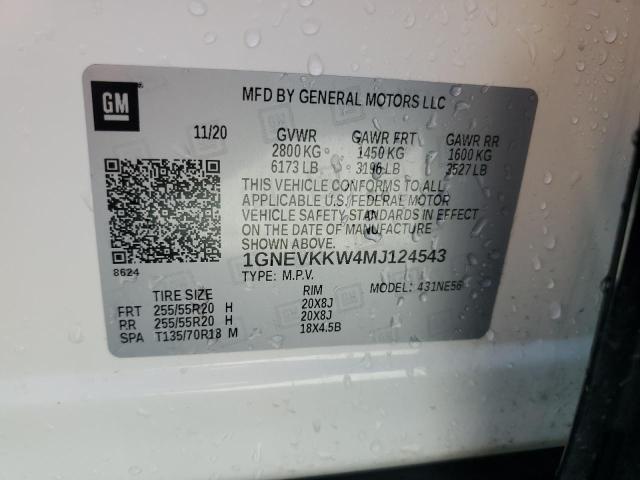 GM
MFD BY GENERAL MOTORS LLC
11/20 GVWR GAWR FRT GAWR RR
2800 KG 1450 KG 1600 KG
6173 LB 3196 LB 3527 LB
THIS VEHICLE CONFORMS TO ALL
APPLICABLE U.S. FEDERAL MOTOR
VEHICLE SAFETY STANDARDS IN EFFECT
ON THE DATE OF MANUFACTURE
SHOWN ABOVE.
1GNEVKKW4MJ124543
8624
TYPE: M.P.V. MODEL: 431NE56
TIRE SIZE RIM
FRT 255/55R20 H 20X8J
RR 255/55R20 H 20X8J
SPA T135/70R18 M 18X4.5B